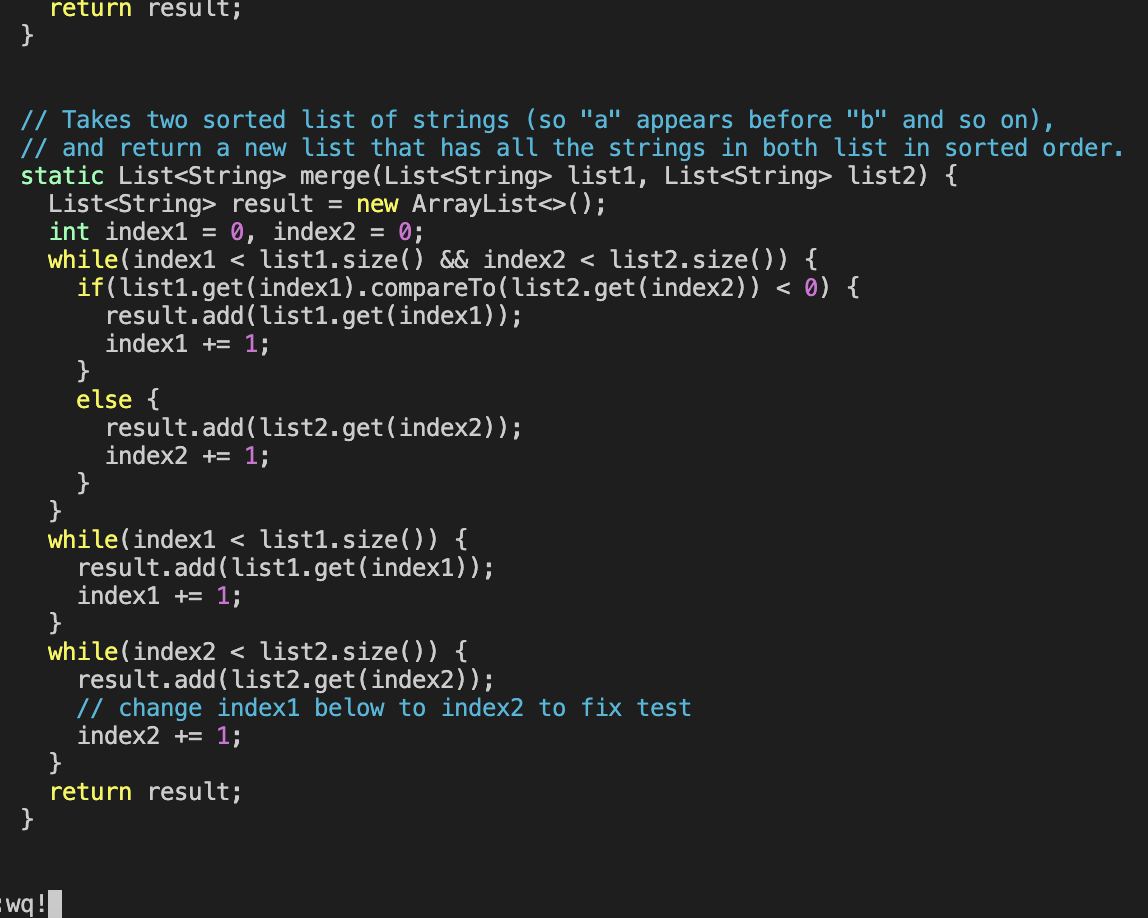 return result;
  }
  // Takes two sorted list of strings (so "a" appears before "b" and so on),
  // and return a new list that has all the strings in both list in sorted order.
  static List<String> merge(List<String> list1, List<String> list2) {
    List<String> result = new ArrayList<>();
    int index1 = 0, index2 = 0;
    while(index1 < list1.size() && index2 < list2.size()) {
      if(list1.get(index1).compareTo(list2.get(index2)) < 0) {
        result.add(list1.get(index1));
        index1 += 1;
      }
      else {
        result.add(list2.get(index2));
        index2 += 1;
      }
    }
    while(index1 < list1.size()) {
      result.add(list1.get(index1));
      index1 += 1;
    }
    while(index2 < list2.size()) {
      result.add(list2.get(index2));
      // change index1 below to index2 to fix test
      index2 += 1;
    }
    return result;
  }
:wq!